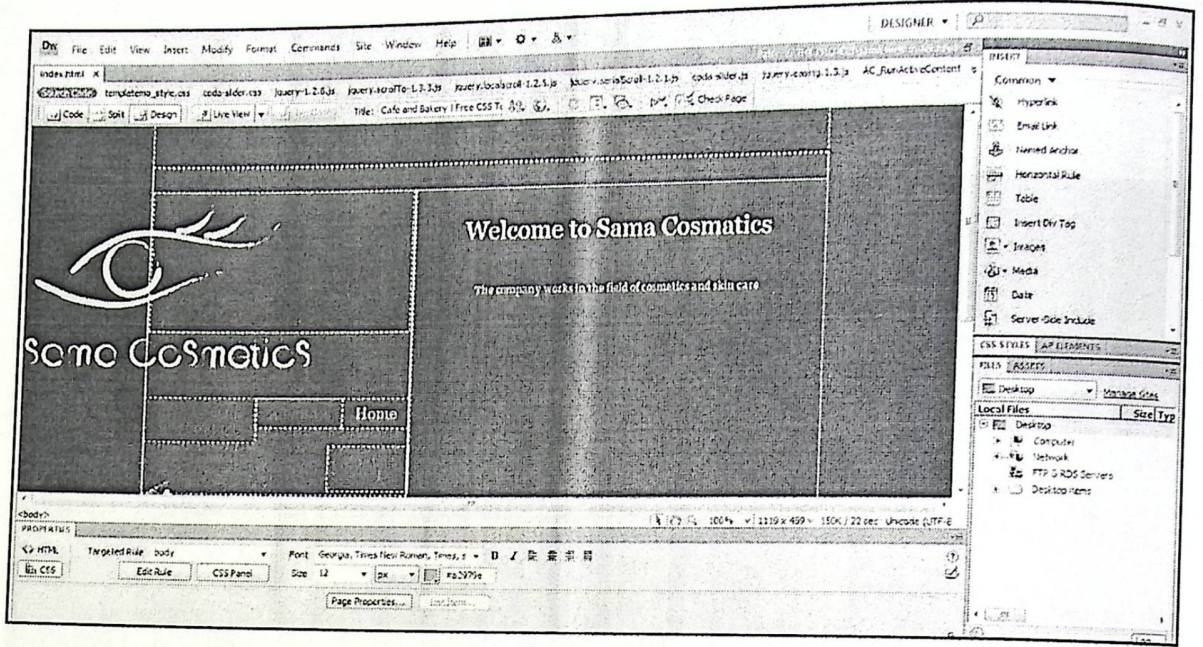 DESIGNER
Dw File Edit View Insert Modify Format Commands Site Window Help
index.html x
Source Code templatemo_style.css coda-slider.css jquery-1.2.6.js jquery.scrollTo-1.3.3.js jquery.localscroll-1.2.5.js jquery.serialScroll-1.2.1.js coda-slider.js jquery.easing.1.3.js AC_RunActiveContent
Code Split Design Live View Title: Cafe and Bakery | Free CSS Te Check Page
Welcome to Sama Cosmatics
The company works in the field of cosmetics and skin care
Sama CoSmaticS
Home
<body>
100% 1119 x 459 150K / 22 sec Unicode (UTF-8
PROPERTIES
<> HTML Targeted Rule body Font Georgia, Times New Roman, Times, s B I
CSS Edit Rule CSS Panel Size 12 px
Page Properties... List Item...
INSERT
Common
Hyperlink
Email Link
Named Anchor
Horizontal Rule
Table
Insert Div Tag
Images
Media
Date
Server-Side Include
CSS STYLES AP ELEMENTS
FILES ASSETS
Desktop Manage Sites
Local Files Size Typ
Desktop
Computer
Network
FTP & RDS Servers
Desktop items